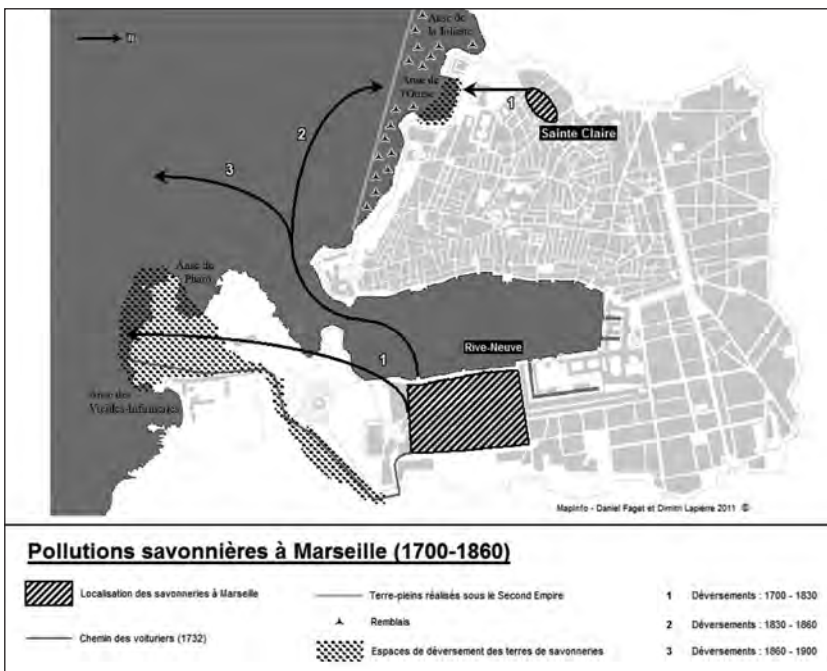 Anse de
la Joliette
N
Anse de
l'Ourse
1
2
Sainte Claire
3
Anse du
Pharo
Rive-Neuve
1
Anse des
MapInfo - Daniel Faget et Dimitri Lapierre 2011 ©
Pollutions savonnières à Marseille (1700-1860)
Localisation des savonneries à Marseille
Chemin des voituriers (1732)
Terre-pleins réalisés sous le Second Empire
Remblais
Espaces de déversement des terres de savonneries
1 Déversements : 1700 - 1830
2 Déversements : 1830 - 1860
3 Déversements : 1860 - 1900